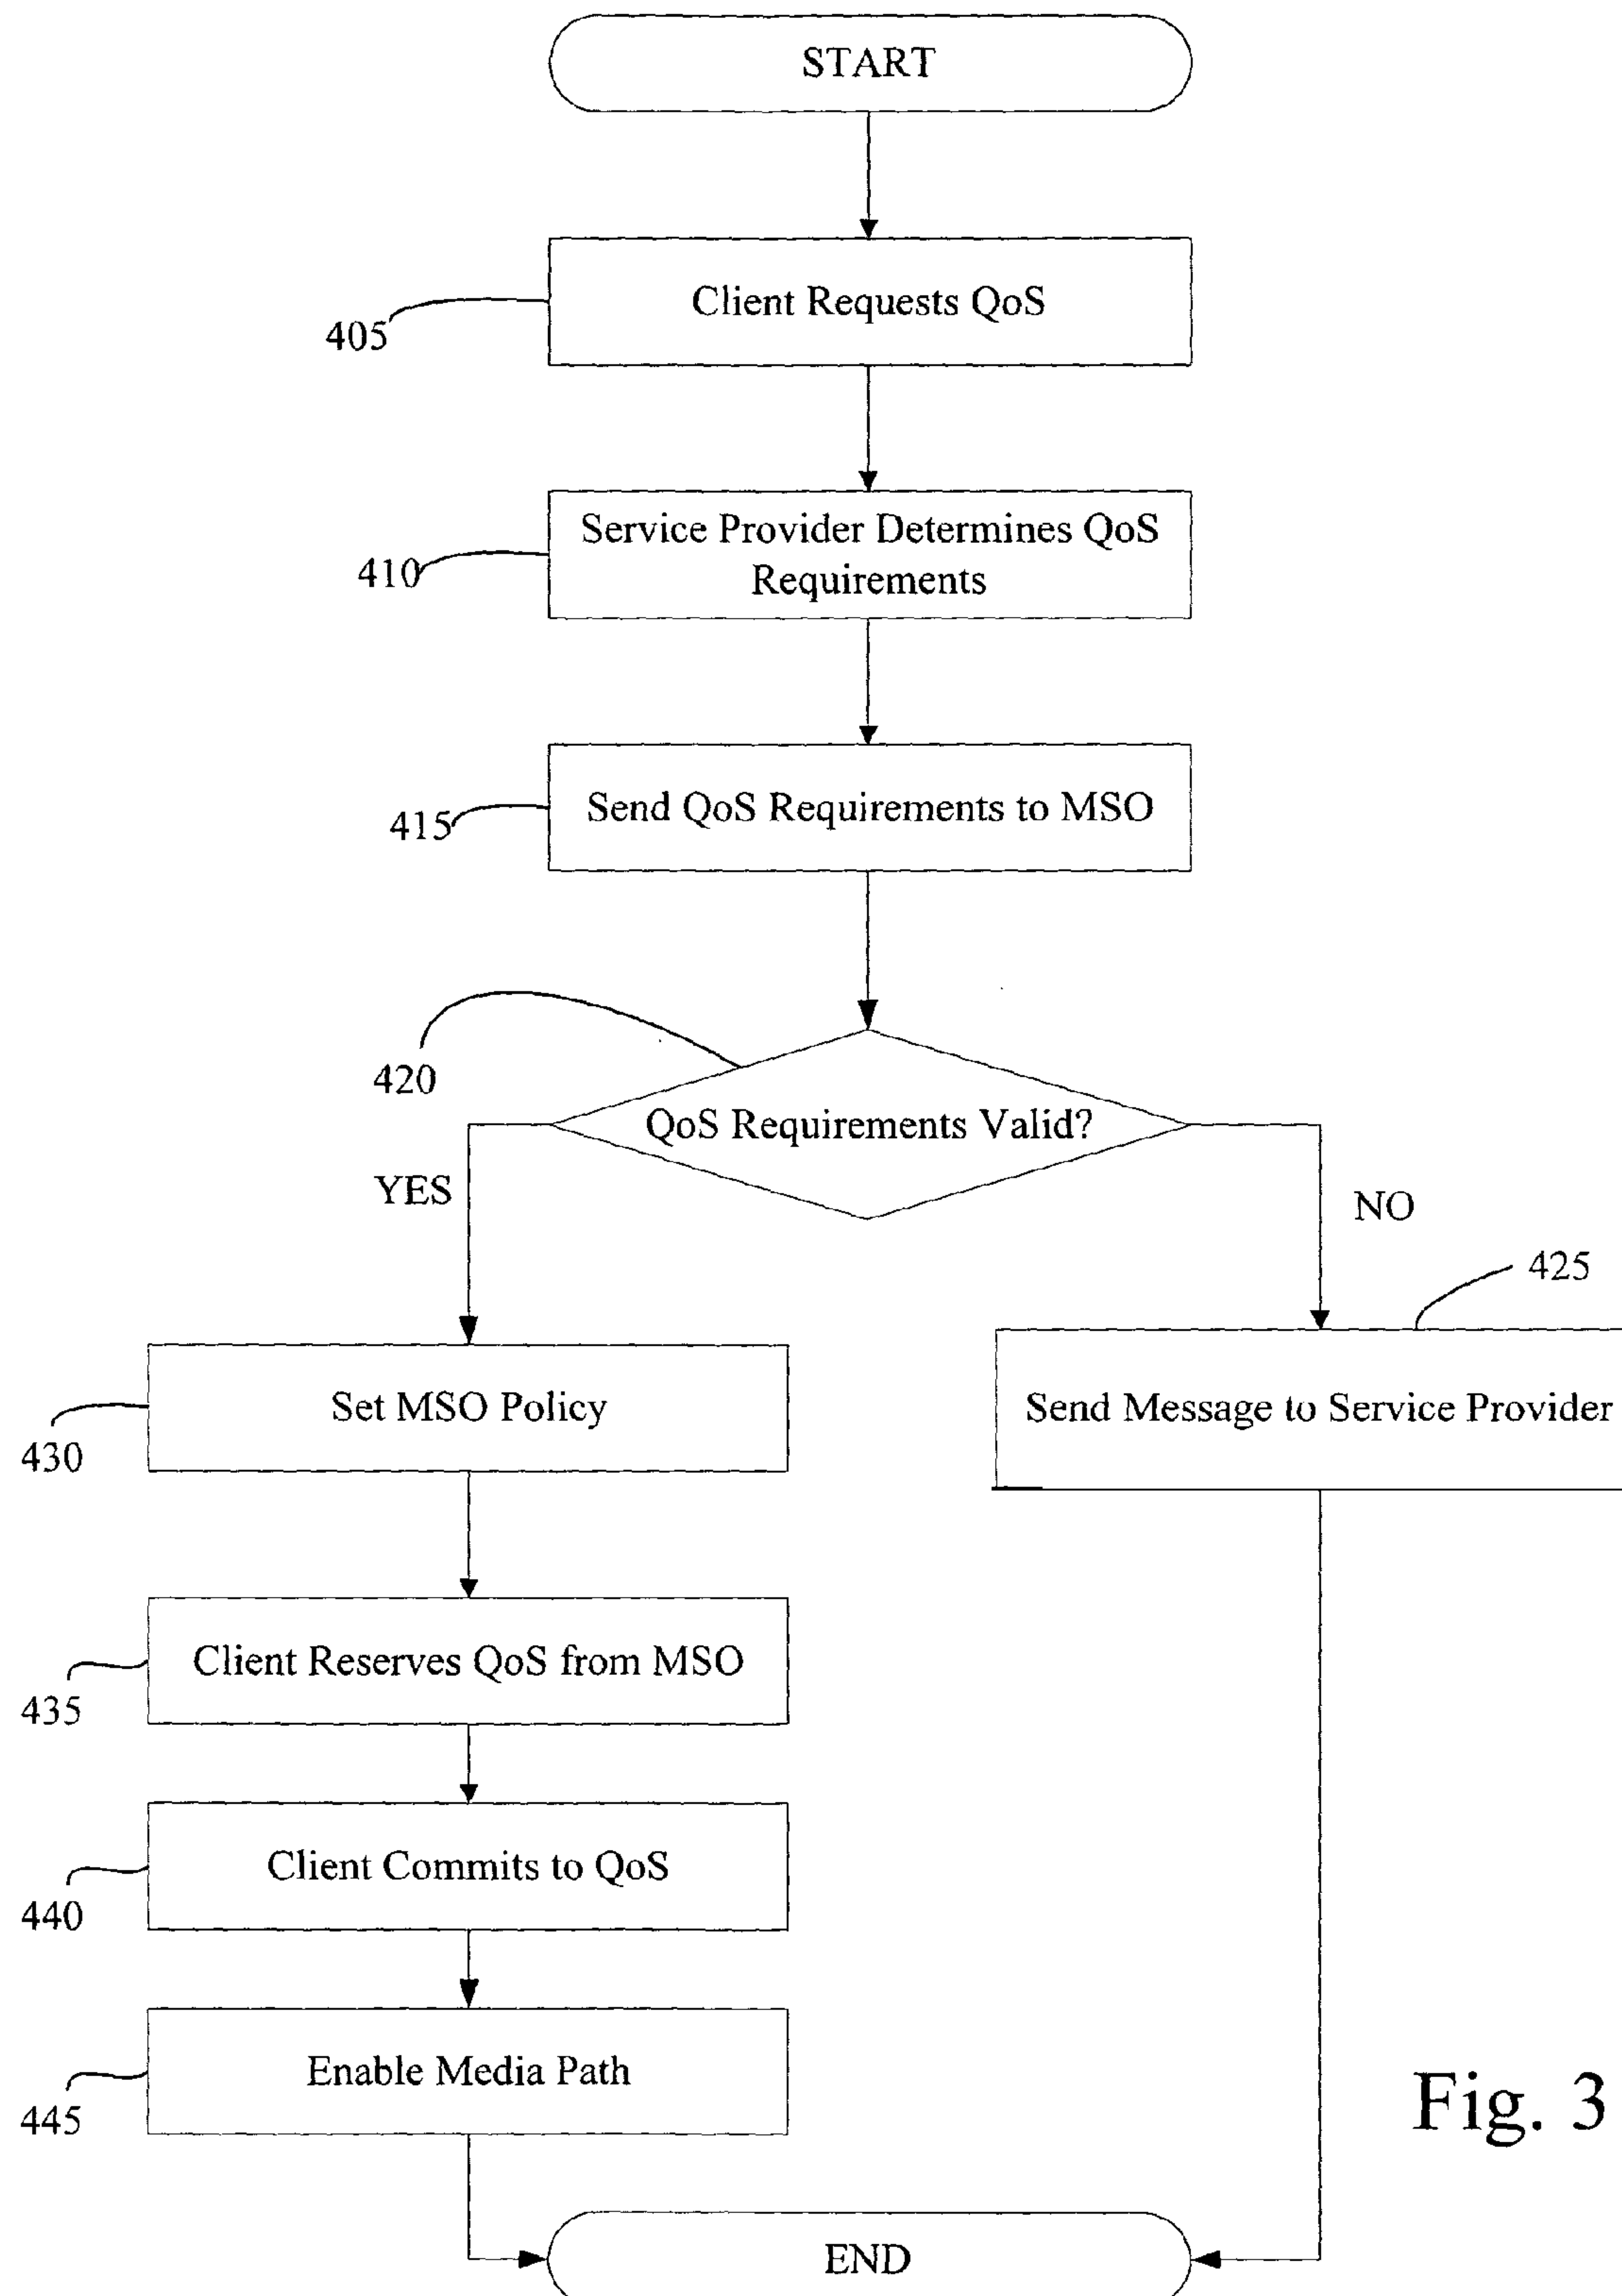 START
Client Requests QoS
405
Service Provider Determines QoS
Requirements
410
Send QoS Requirements to MSO
415
420
QoS Requirements Valid?
YES
NO
425
Set MSO Policy
Send Message to Service Provider
430
Client Reserves QoS from MSO
435
Client Commits to QoS
440
Enable Media Path
445
Fig. 3
END